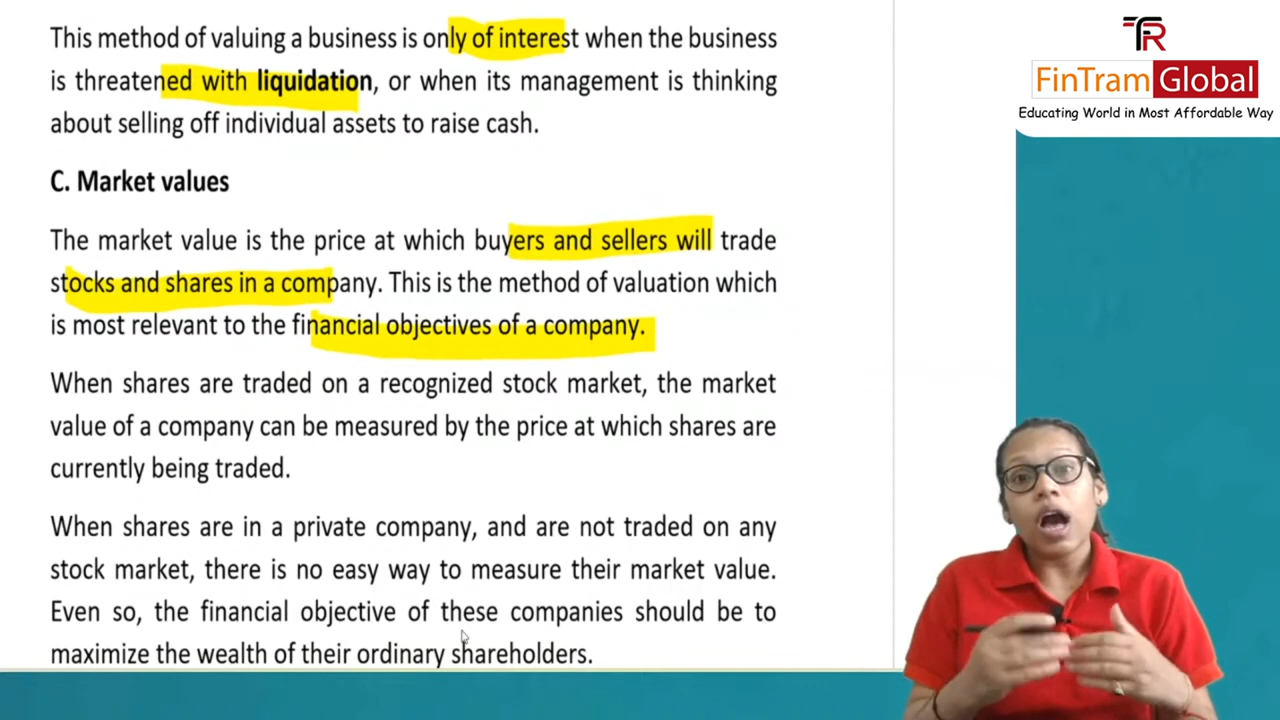 This method of valuing a business is only of interest when the business
is threatened with liquidation, or when its management is thinking
about selling off individual assets to raise cash.
C. Market values
The market value is the price at which buyers and sellers will trade
stocks and shares in a company. This is the method of valuation which
is most relevant to the financial objectives of a company.
When shares are traded on a recognized stock market, the market
value of a company can be measured by the price at which shares are
currently being traded.
When shares are in a private company, and are not traded on any
stock market, there is no easy way to measure their market value.
Even so, the financial objective of these companies should be to
maximize the wealth of their ordinary shareholders.
FinTram Global
Educating World in Most Affordable Way